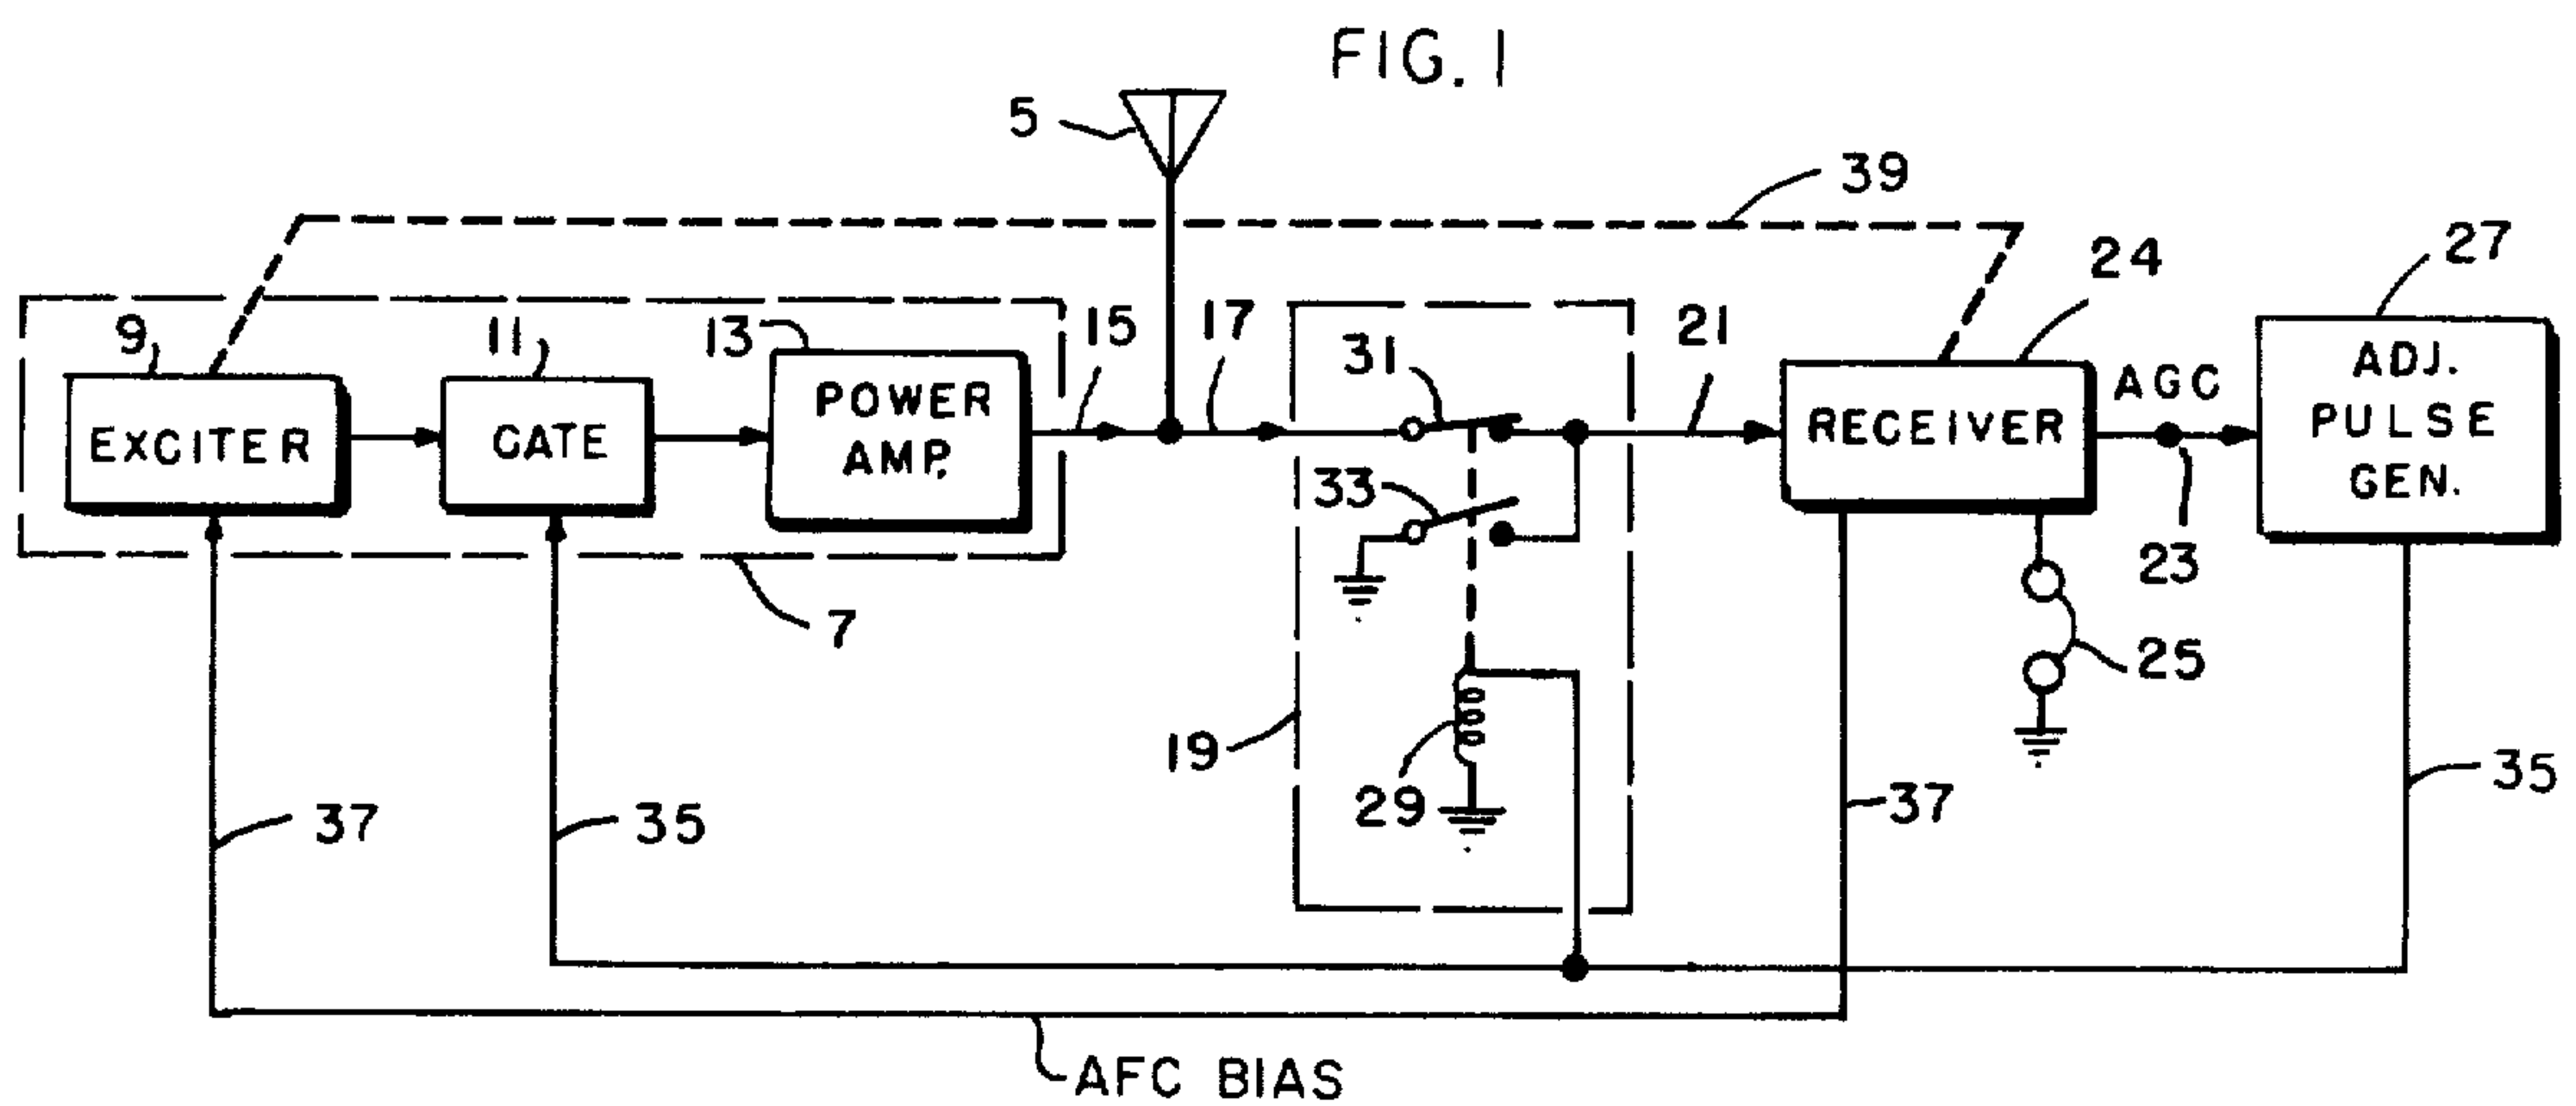 FIG. 1
5
39
24
27
9
11
13
15
17
31
21
AGC
ADJ.
PULSE
GEN.
EXCITER
GATE
POWER
AMP.
RECEIVER
33
23
7
25
19
29
37
35
37
35
AFC BIAS